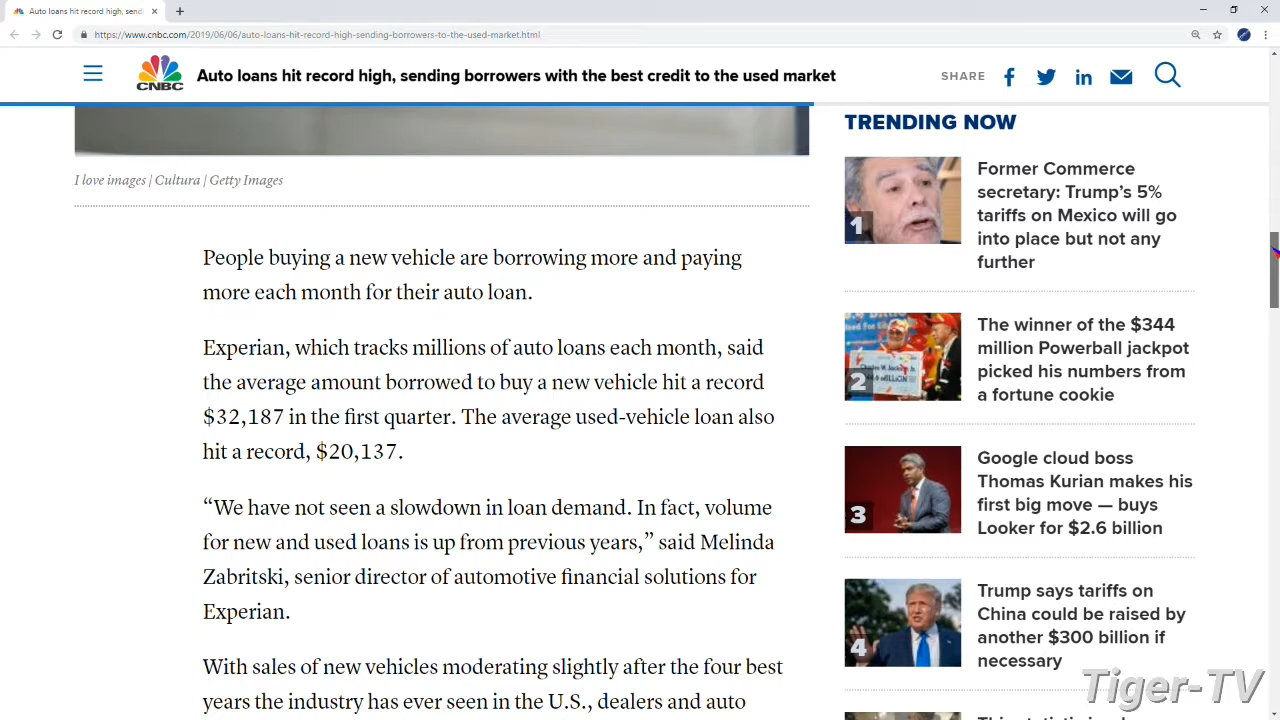 Auto loans hit record high, send
https://www.cnbc.com/2019/06/06/auto-loans-hit-record-high-sending-borrowers-to-the-used-market.html
CNBC
Auto loans hit record high, sending borrowers with the best credit to the used market
SHARE
I love images | Cultura | Getty Images
People buying a new vehicle are borrowing more and paying
more each month for their auto loan.
Experian, which tracks millions of auto loans each month, said
the average amount borrowed to buy a new vehicle hit a record
$32,187 in the first quarter. The average used-vehicle loan also
hit a record, $20,137.
“We have not seen a slowdown in loan demand. In fact, volume
for new and used loans is up from previous years,” said Melinda
Zabritski, senior director of automotive financial solutions for
Experian.
With sales of new vehicles moderating slightly after the four best
years the industry has ever seen in the U.S., dealers and auto
TRENDING NOW
1
Former Commerce
secretary: Trump’s 5%
tariffs on Mexico will go
into place but not any
further
2
The winner of the $344
million Powerball jackpot
picked his numbers from
a fortune cookie
3
Google cloud boss
Thomas Kurian makes his
first big move — buys
Looker for $2.6 billion
4
Trump says tariffs on
China could be raised by
another $300 billion if
necessary
Tiger-TV